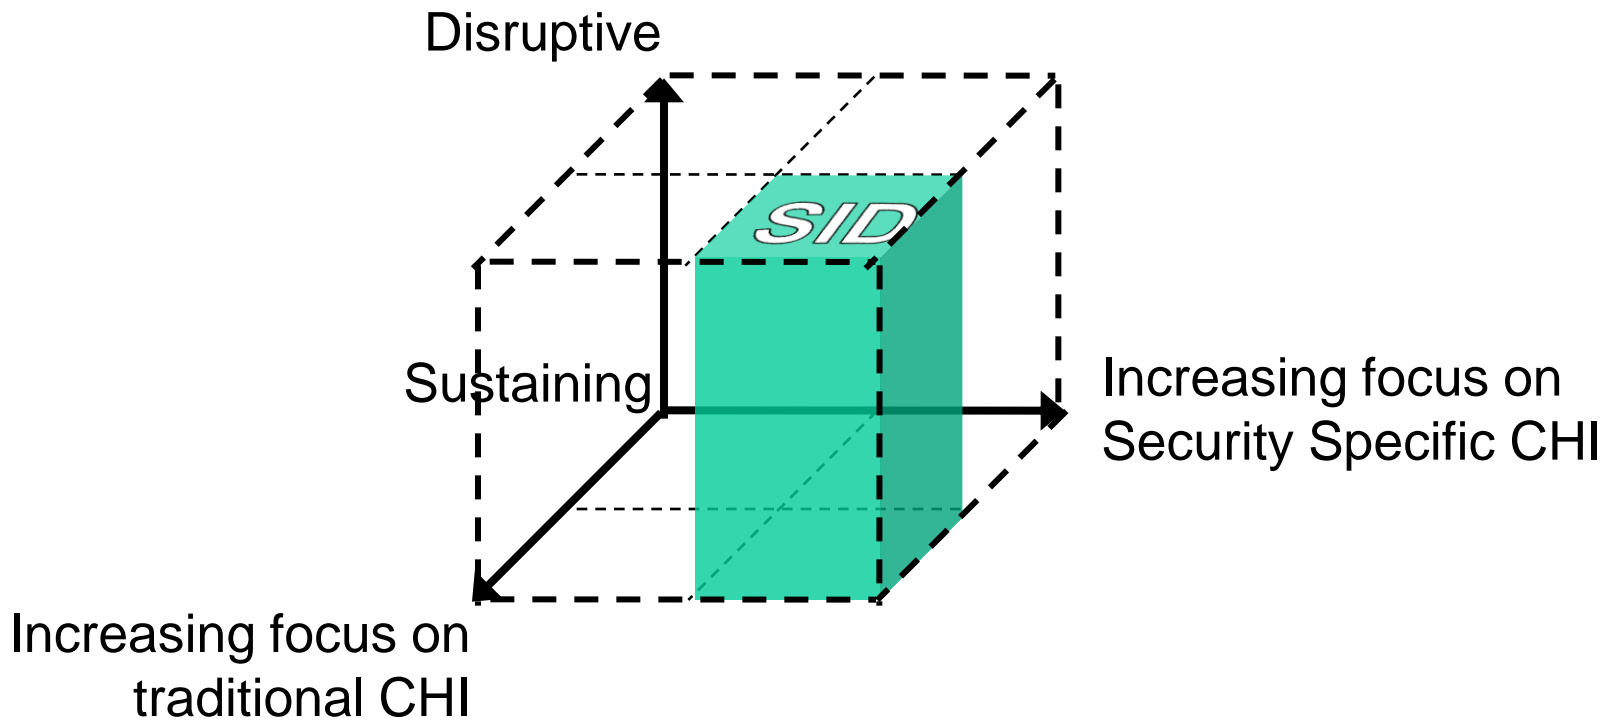 Disruptive
SID
Sustaining
Increasing focus on
Security Specific CHI
Increasing focus on
traditional CHI